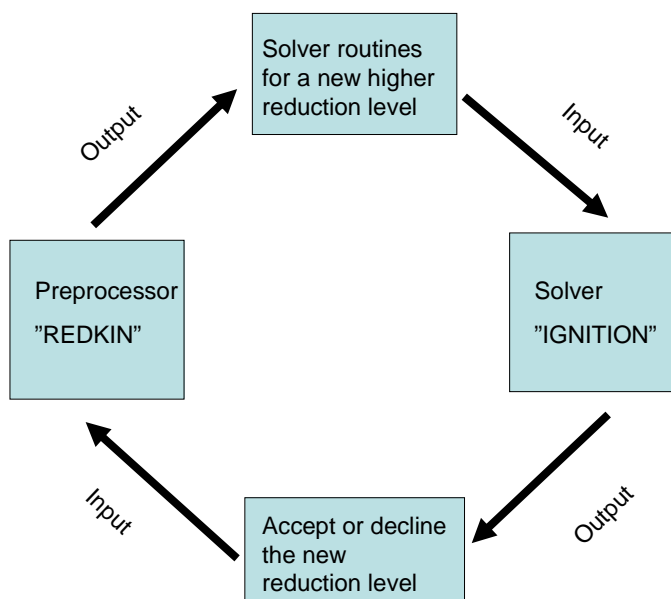 Solver routines
for a new higher
reduction level
Output
Input
Preprocessor
”REDKIN”
Solver
”IGNITION”
Input
Accept or decline
the new
reduction level
Output